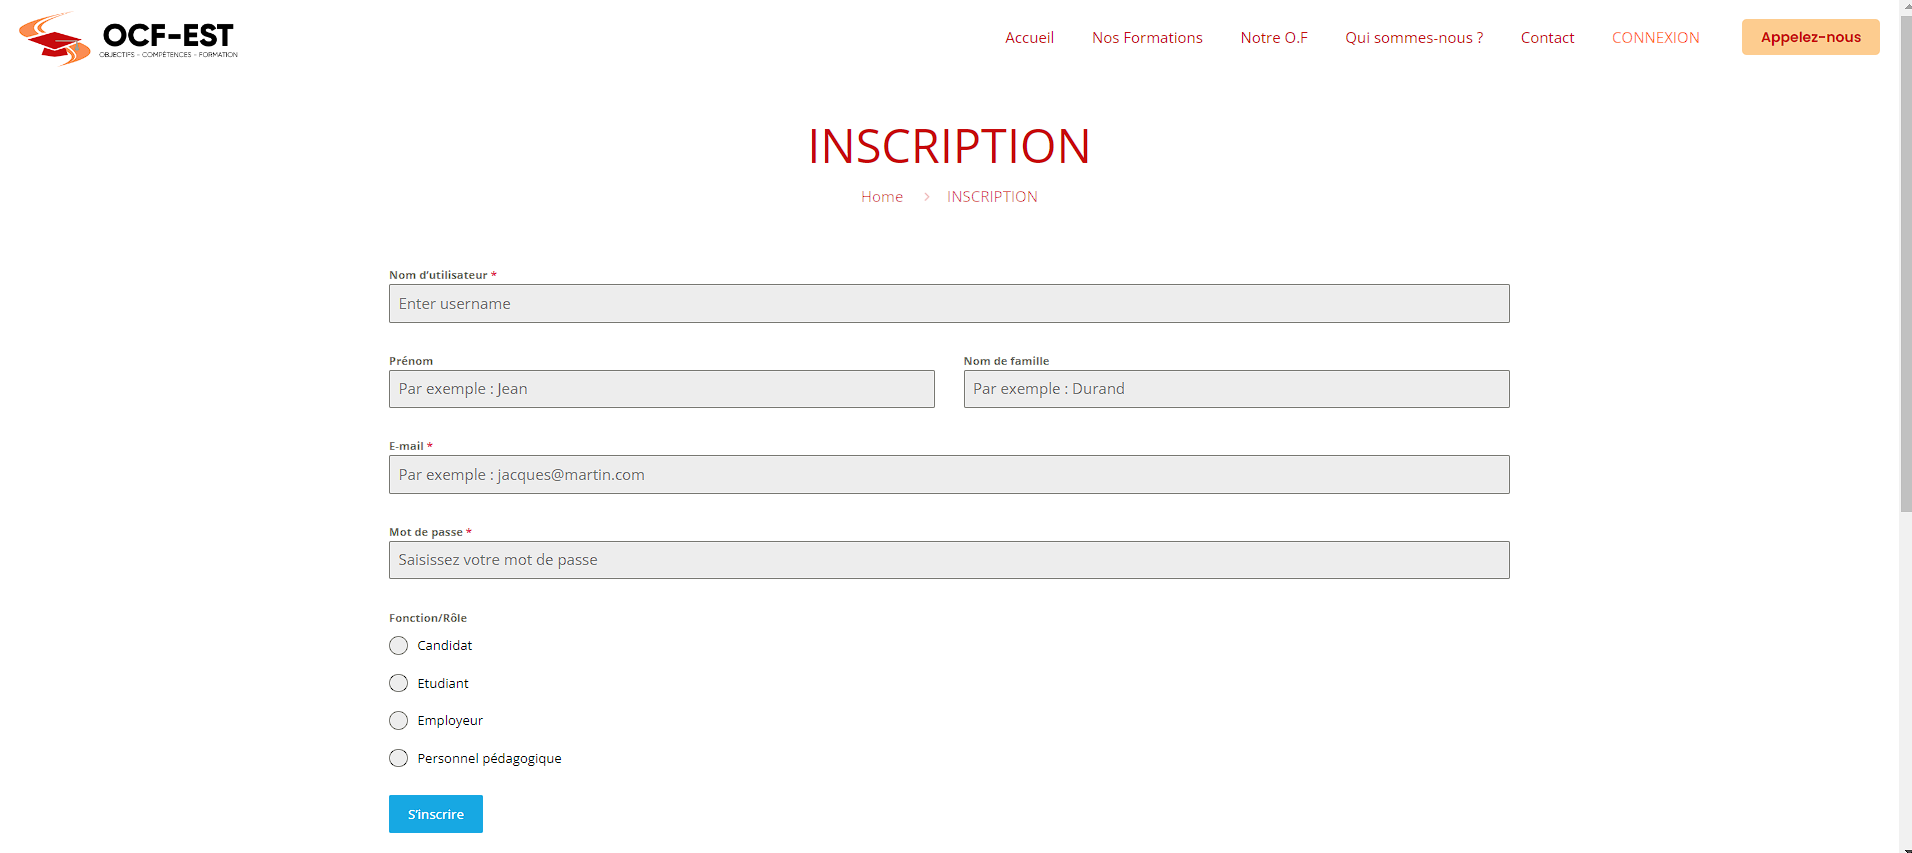 OCF-EST
OBJECTIFS - COMPÉTENCES - FORMATION
Accueil Nos Formations Notre O.F Qui sommes-nous ? Contact CONNEXION Appelez-nous
INSCRIPTION
Home > INSCRIPTION
Nom d’utilisateur *
Enter username
Prénom Nom de famille
Par exemple : Jean Par exemple : Durand
E-mail *
Par exemple : jacques@martin.com
Mot de passe *
Saisissez votre mot de passe
Fonction/Rôle
Candidat
Etudiant
Employeur
Personnel pédagogique
S’inscrire